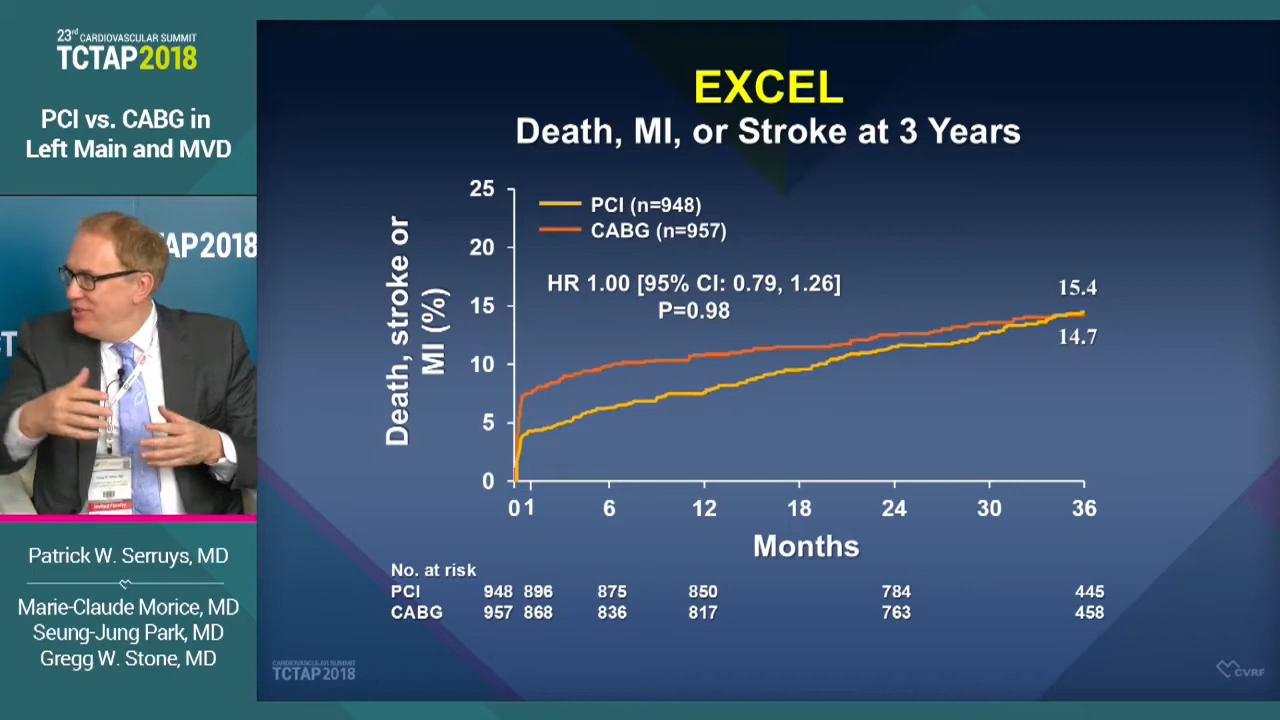 23rd CARDIOVASCULAR SUMMIT
TCTAP2018
PCI vs. CABG in
Left Main and MVD
AP2018
CT
Patrick W. Serruys, MD
Marie-Claude Morice, MD
Seung-Jung Park, MD
Gregg W. Stone, MD
EXCEL
Death, MI, or Stroke at 3 Years
Death, stroke or
MI (%)
25
20
15
10
5
0
PCI (n=948)
CABG (n=957)
HR 1.00 [95% CI: 0.79, 1.26]
P=0.98
15.4
14.7
0 1 6 12 18 24 30 36
Months
No. at risk
PCI 948 896 875 850 784 445
CABG 957 868 836 817 763 458
CARDIOVASCULAR SUMMIT
TCTAP2018
CVRF